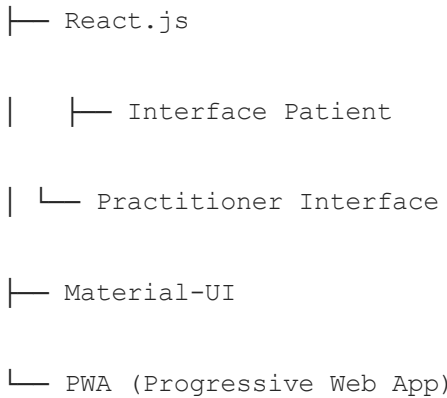 ├── React.js
│   ├── Interface Patient
│ └── Practitioner Interface
├── Material-UI
└── PWA (Progressive Web App)